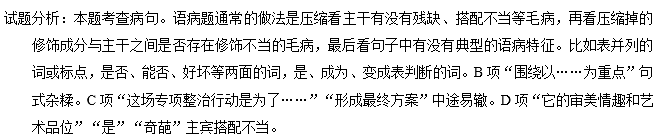 试题分析：本题考查病句。语病题通常的做法是压缩看主干有没有残缺、搭配不当等毛病，再看压缩掉的
修饰成分与主干之间是否存在修饰不当的毛病，最后看句子中有没有典型的语病特征。比如表并列的
词或标点，是否、能否、好坏等两面的词，是、成为、变成表判断的词。B 项“围绕以……为重点”句
式杂糅。C 项“这场专项整治行动是为了……”“形成最终方案”中途易辙。D 项“它的审美情趣和艺
术品位”“是”“奇葩”主宾搭配不当。